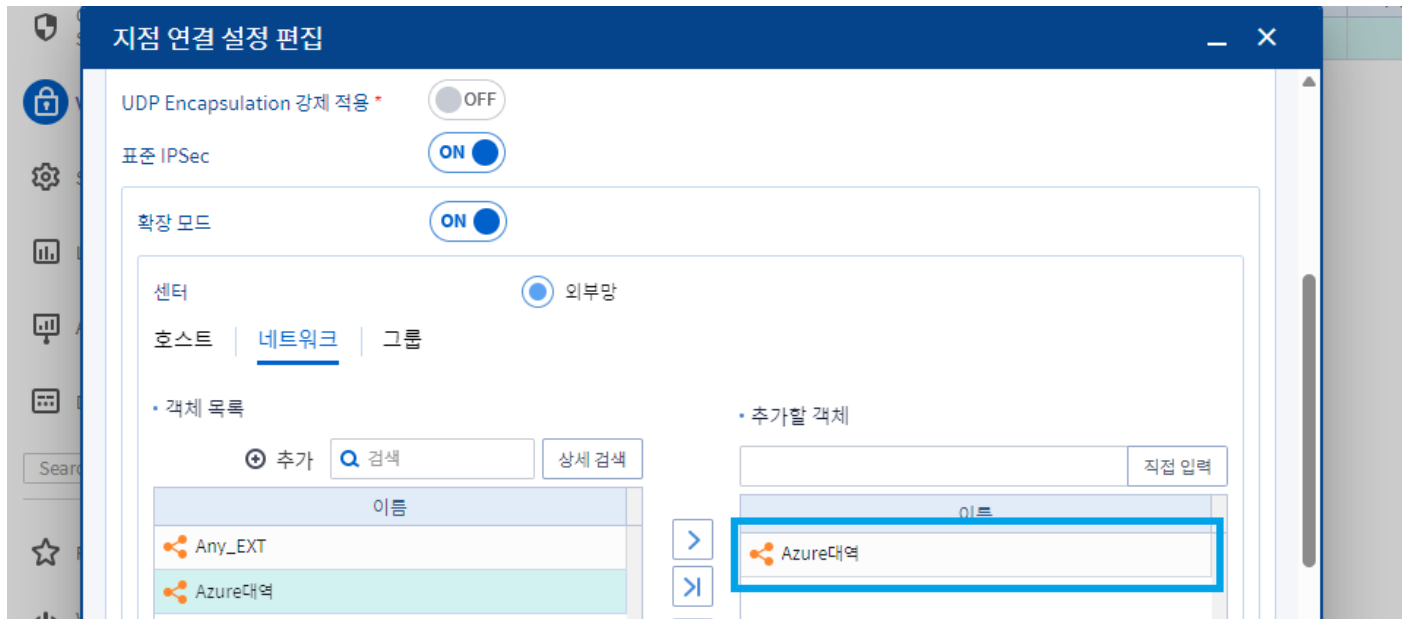 지점 연결 설정 편집
UDP Encapsulation 강제 적용 *
OFF
표준 IPSec
ON
확장 모드
ON
센터
외부망
호스트
네트워크
그룹
• 객체 목록
추가
검색
상세 검색
이름
Any_EXT
Azure대역
• 추가할 객체
직접 입력
이름
Azure대역
Sear